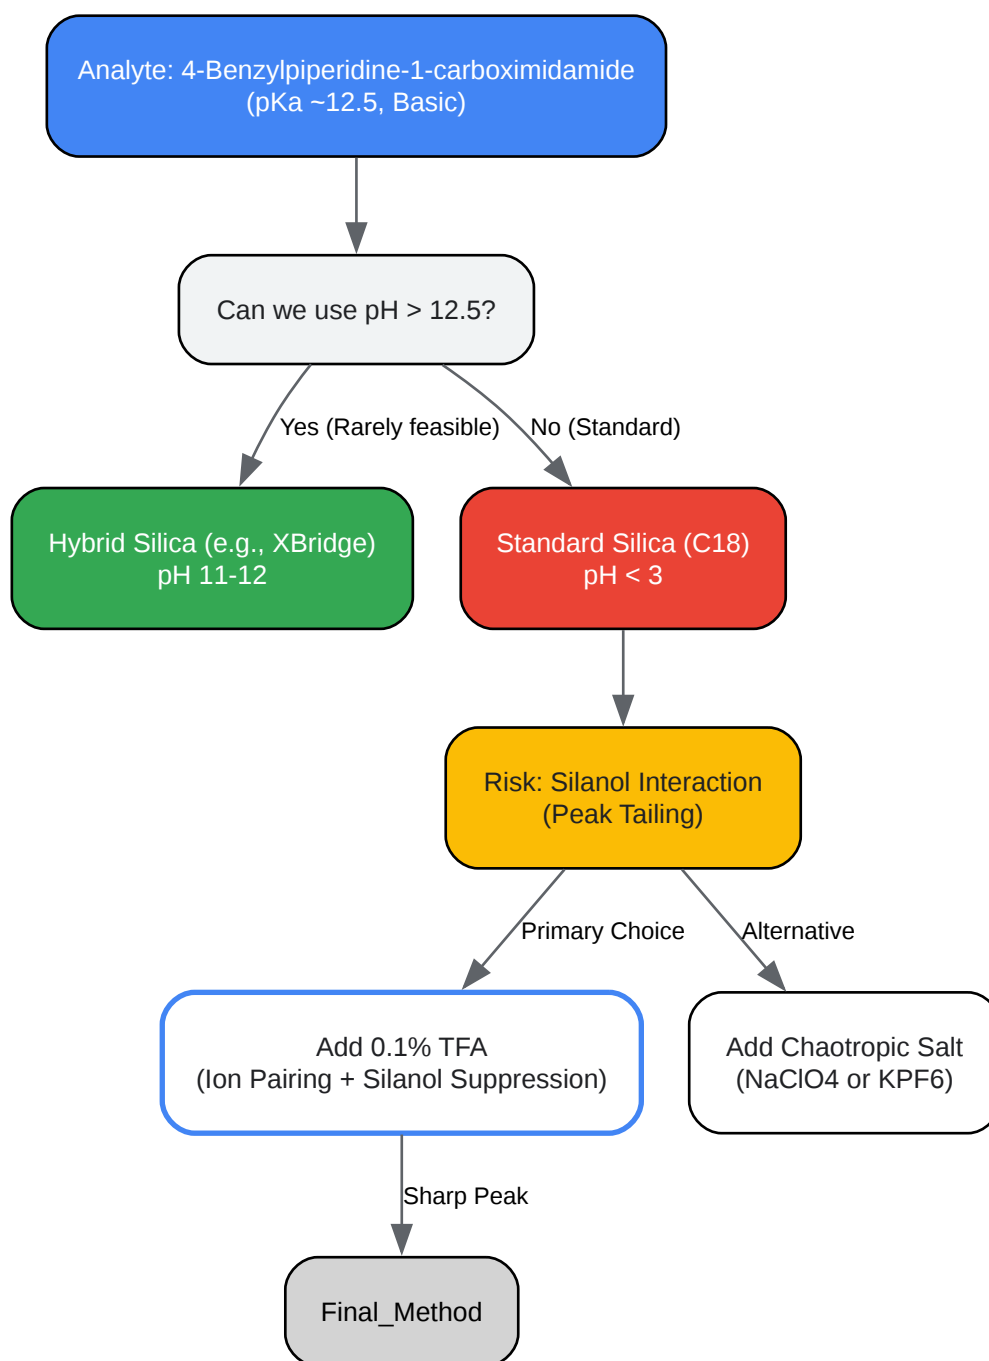 Analyte: 4-Benzylpiperidine-1-carboximidamide
(pKa ~12.5, Basic)
Can we use pH > 12.5?
Yes (Rarely feasible)
No (Standard)
Hybrid Silica (e.g., XBridge)
pH 11-12
Standard Silica (C18)
pH < 3
Risk: Silanol Interaction
(Peak Tailing)
Primary Choice
Alternative
Add 0.1% TFA
(Ion Pairing + Silanol Suppression)
Add Chaotropic Salt
(NaClO4 or KPF6)
Sharp Peak
Final_Method